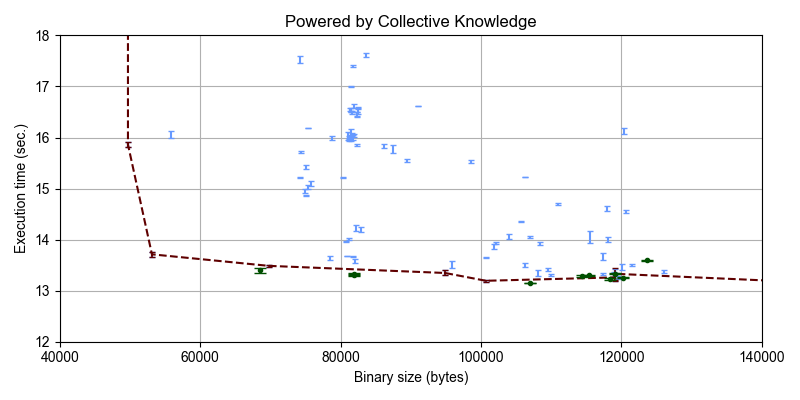 Powered by Collective Knowledge
18
17
16
15
14
13
12
Execution time (sec.)
40000 60000 80000 100000 120000 140000
Binary size (bytes)